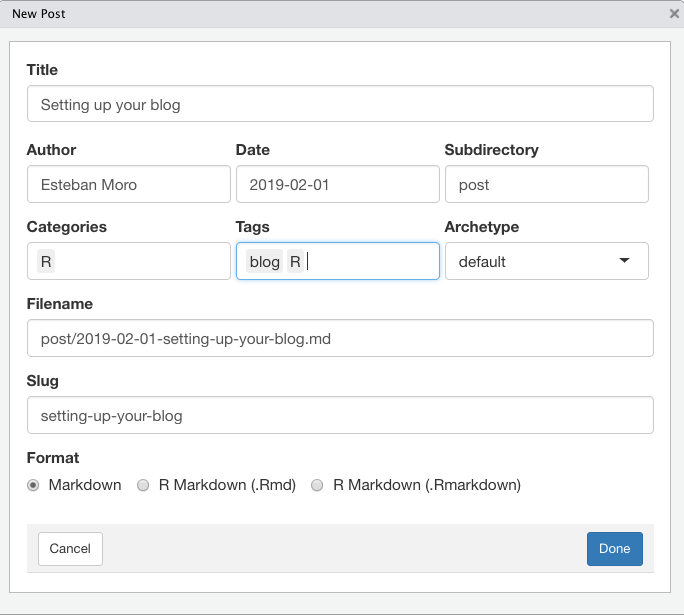 New Post
Title
Setting up your blog
Author Date Subdirectory
Esteban Moro 2019-02-01 post
Categories Tags Archetype
R blog R default
Filename
post/2019-02-01-setting-up-your-blog.md
Slug
setting-up-your-blog
Format
Markdown R Markdown (.Rmd) R Markdown (.Rmarkdown)
Cancel Done